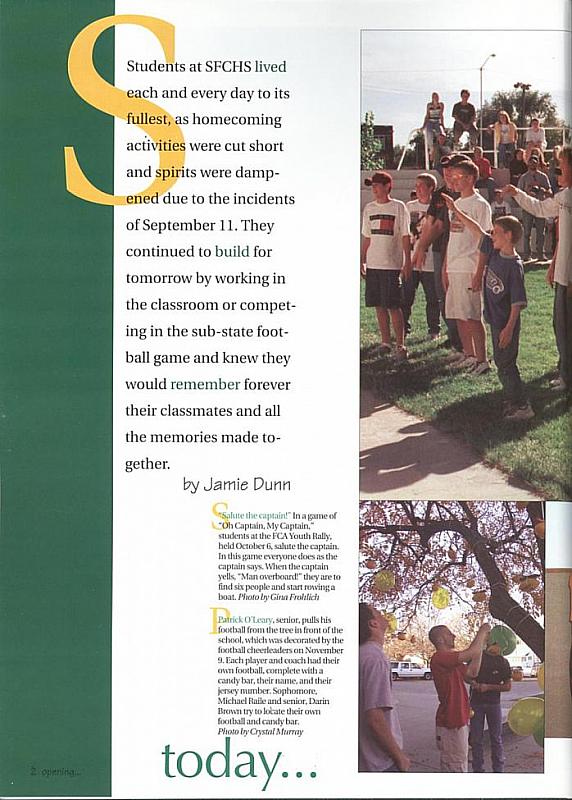 Students at SFCHS lived
each and every day to its
fullest, as homecoming
activities were cut short
and spirits were damp-
ened due to the incidents
of September 11. They
continued to build for
tomorrow by working in
the classroom or compet-
ing in the sub-state foot-
ball game and knew they
would remember forever
their classmates and all
the memories made to-
gether.
by Jamie Dunn
"Salute the captain!" In a game of
"Oh Captain, My Captain,"
students at the FCA Youth Rally,
held October 6, salute the captain.
In this game everyone does as the
captain says. When the captain
yells, "Man overboard!" they are to
find six people and start rowing a
boat. Photo by Gina Frohlich
Patrick O'Leary, senior, pulls his
football from the tree in front of the
school, which was decorated by the
football cheerleaders on November
9. Each player and coach had their
own football, complete with a
candy bar, their name, and their
jersey number. Sophomore,
Michael Raile and senior, Darin
Brown try to locate their own
football and candy bar.
Photo by Crystal Murray
today...
2 opening...